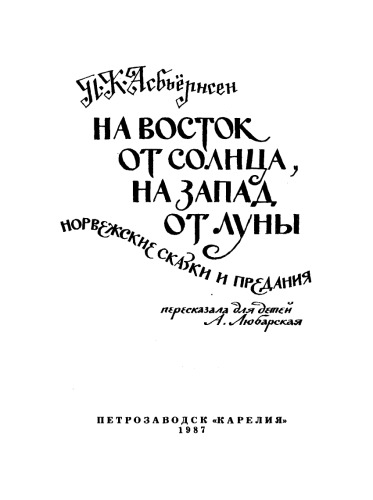 П.К.Асбьёрнсен
НА ВОСТОК
ОТ СОЛНЦА,
НА ЗАПАД
ОТ ЛУНЫ
НОРВЕЖСКИЕ СКАЗКИ И ПРЕДАНИЯ
пересказала для детей
А. Любарская
ПЕТРОЗАВОДСК «КАРЕЛИЯ»
1987